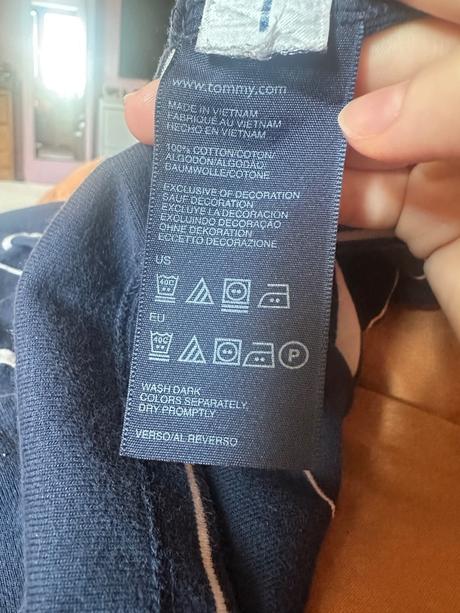 www.tommy.com
MADE IN VIETNAM
FABRIQUÉ AU VIETNAM
HECHO EN VIETNAM
100% COTTON/COTON/
ALGODÓN/ALGODÃO/
BAUMWOLLE/COTONE
EXCLUSIVE OF DECORATION
SAUF DÉCORATION
EXCLUYE LA DECORACIÓN
EXCLUINDO DECORAÇÃO
OHNE DEKORATION
ECCETTO DECORAZIONE
US
40C
EU
40C P
WASH DARK
COLORS SEPARATELY,
DRY PROMPTLY
VERSO/AL REVERSO